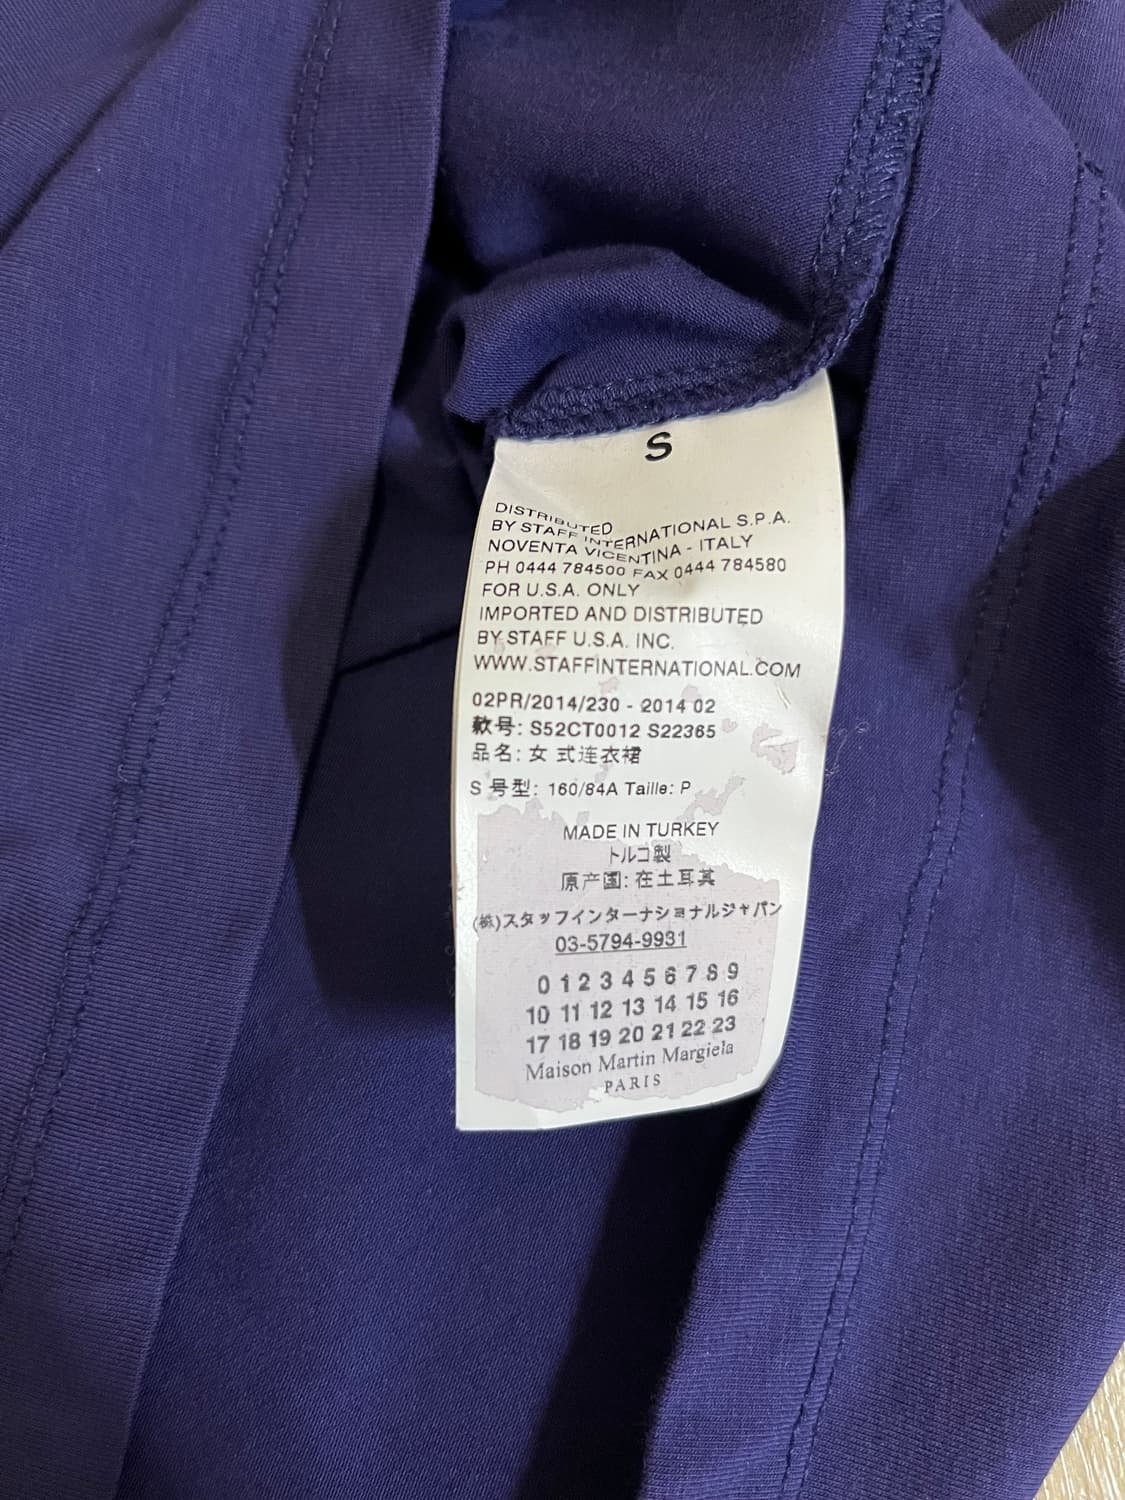 S
DISTRIBUTED
BY STAFF INTERNATIONAL S.P.A.
NOVENTA VICENTINA - ITALY
PH 0444 784500 FAX 0444 784580
FOR U.S.A. ONLY
IMPORTED AND DISTRIBUTED
BY STAFF U.S.A. INC.
WWW.STAFFINTERNATIONAL.COM
02PR/2014/230 - 2014 02
款号: S52CT0012 S22365
品名: 女 式连衣裙
S 号型: 160/84A Taille: P
MADE IN TURKEY
トルコ製
原产国: 在土耳其
(株)スタッフインターナショナルジャパン
03-5794-9931
0 1 2 3 4 5 6 7 8 9
10 11 12 13 14 15 16
17 18 19 20 21 22 23
Maison Martin Margiela
PARIS